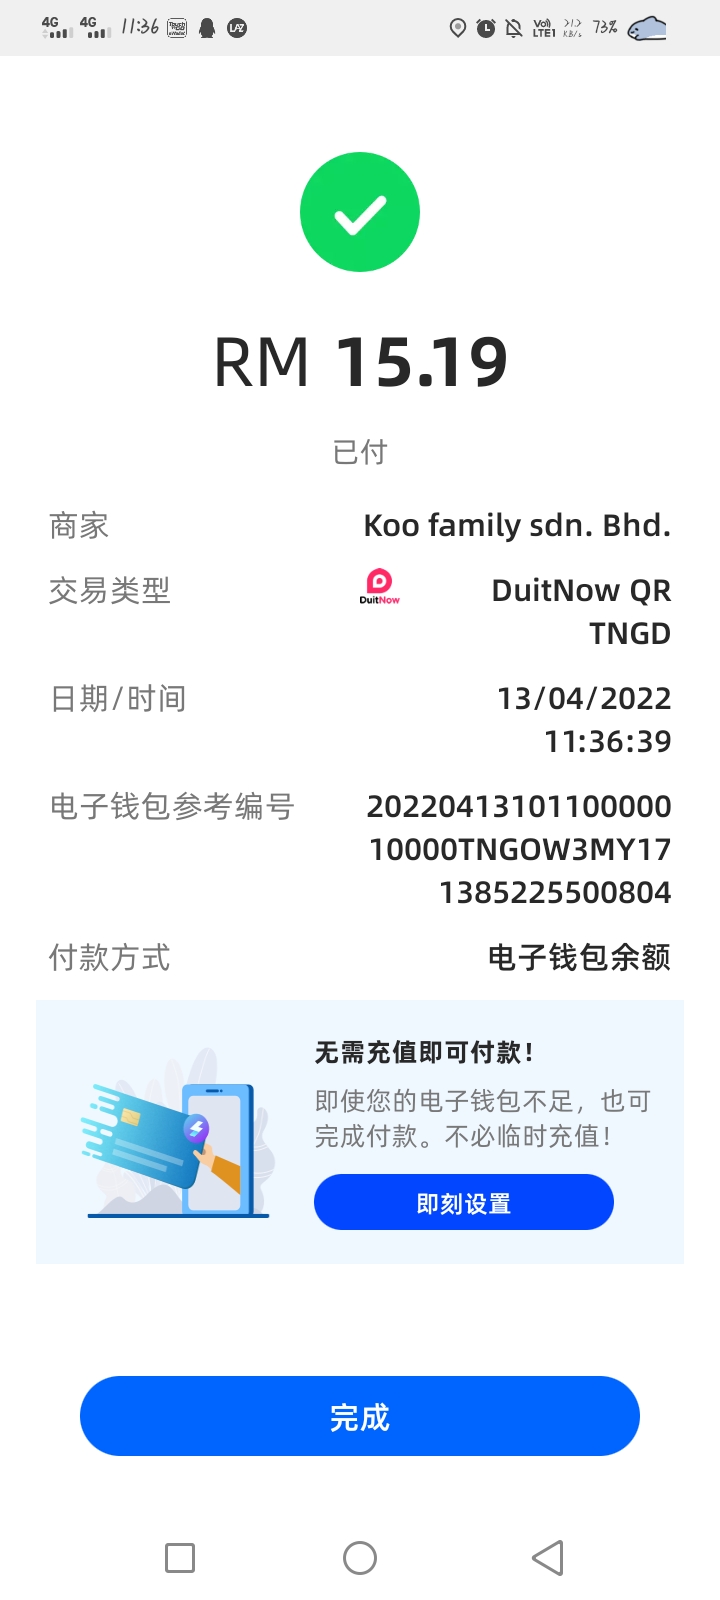 4G 4G 11:36 LAZ VoI) LTE1 KB/s 73%
RM 15.19
已付
商家 Koo family sdn. Bhd.
交易类型 DuitNow DuitNow QR
TNGD
日期/时间 13/04/2022
11:36:39
电子钱包参考编号 20220413101100000
10000TNGOW3MY17
1385225500804
付款方式 电子钱包余额
无需充值即可付款！
即使您的电子钱包不足，也可
完成付款。不必临时充值！
即刻设置
完成